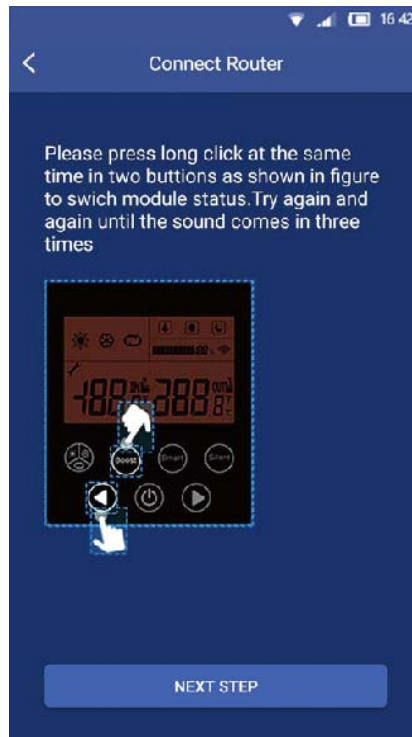 16 42
Connect Router
Please press long click at the same
time in two buttions as shown in figure
to swich module status.Try again and
again until the sound comes in three
times
Boost
Smart
Silent
NEXT STEP